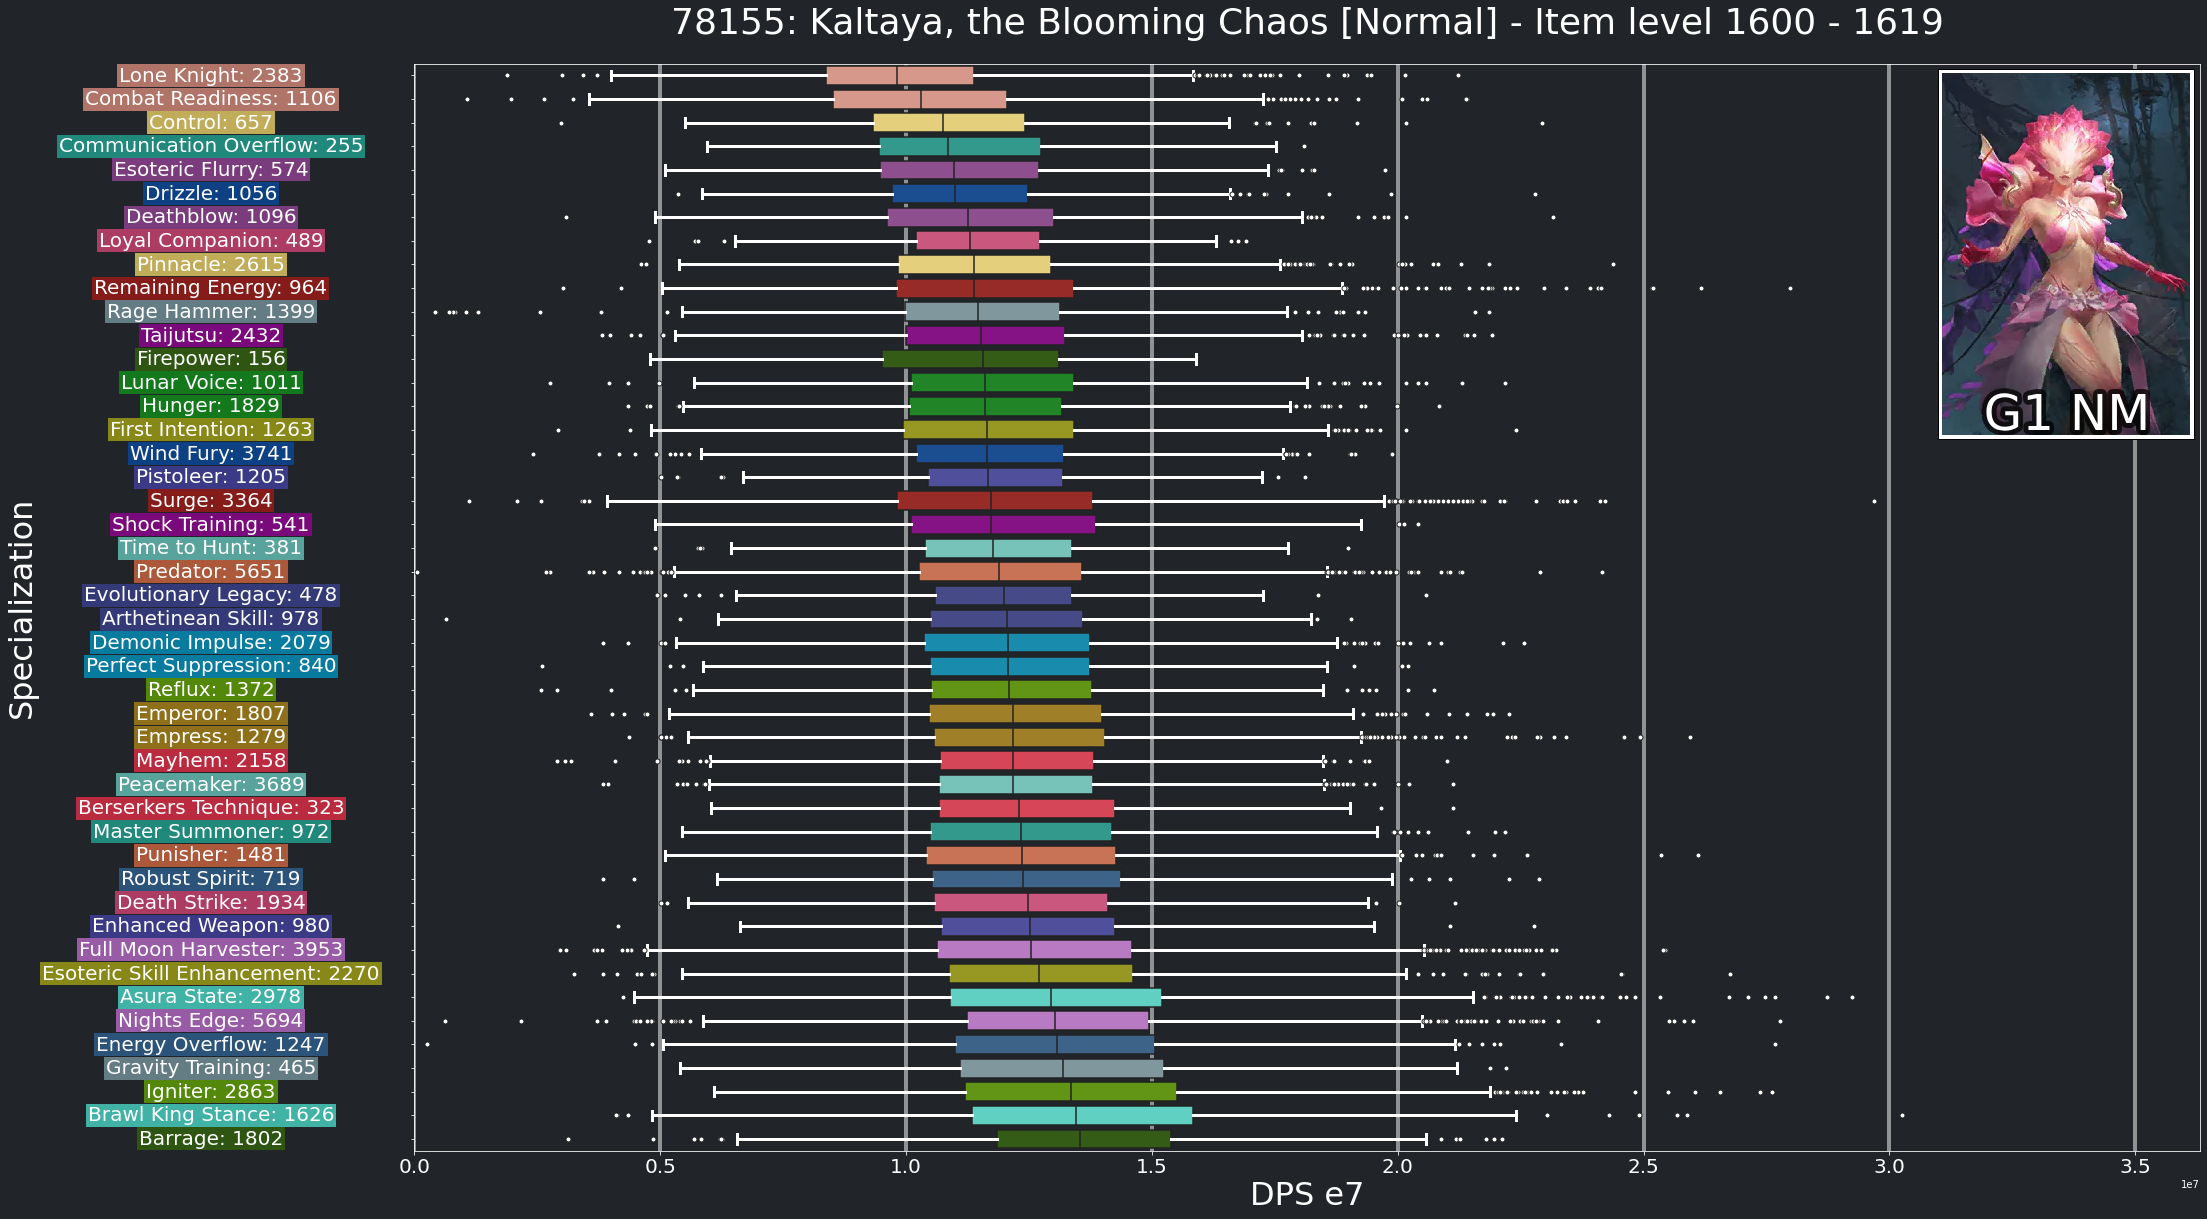 78155: Kaltaya, the Blooming Chaos [Normal] - Item level 1600 - 1619
Lone Knight: 2383
Combat Readiness: 1106
Control: 657
Communication Overflow: 255
Esoteric Flurry: 574
Drizzle: 1056
Deathblow: 1096
Loyal Companion: 489
Pinnacle: 2615
Remaining Energy: 964
Rage Hammer: 1399
Taijutsu: 2432
Firepower: 156
Lunar Voice: 1011
Hunger: 1829
First Intention: 1263
Wind Fury: 3741
Pistoleer: 1205
Surge: 3364
Shock Training: 541
Time to Hunt: 381
Predator: 5651
Evolutionary Legacy: 478
Arthetinean Skill: 978
Demonic Impulse: 2079
Perfect Suppression: 840
Reflux: 1372
Emperor: 1807
Empress: 1279
Mayhem: 2158
Peacemaker: 3689
Berserkers Technique: 323
Master Summoner: 972
Punisher: 1481
Robust Spirit: 719
Death Strike: 1934
Enhanced Weapon: 980
Full Moon Harvester: 3953
Esoteric Skill Enhancement: 2270
Asura State: 2978
Nights Edge: 5694
Energy Overflow: 1247
Gravity Training: 465
Igniter: 2863
Brawl King Stance: 1626
Barrage: 1802
Specialization
G1 NM
0.0 0.5 1.0 1.5 2.0 2.5 3.0 3.5
DPS e7
1e7